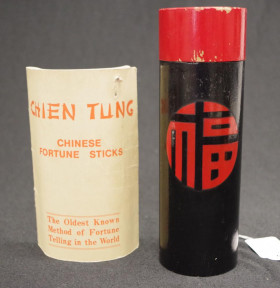 CHIEN TUNG
CHINESE
FORTUNE STICKS
The Oldest Known
Method of Fortune
Telling in the World
福